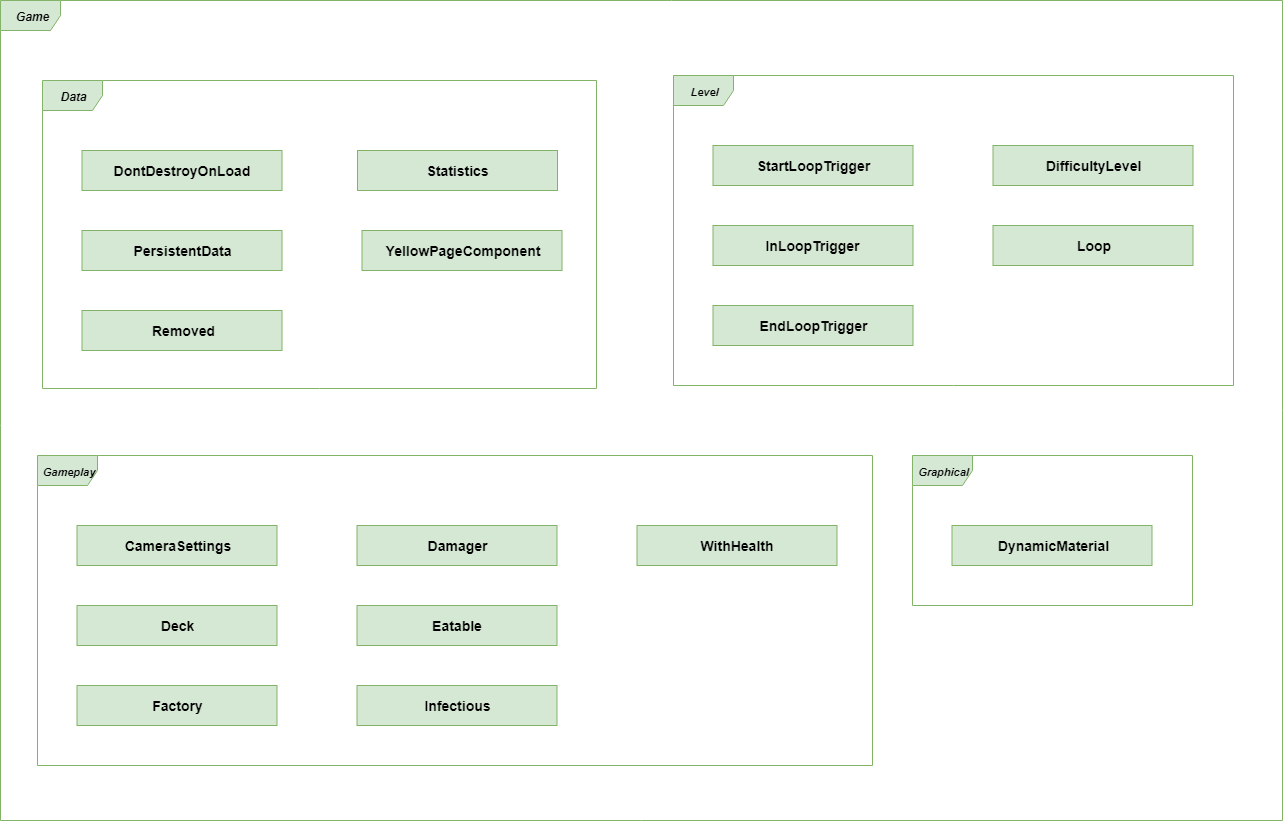 Game
Data
DontDestroyOnLoad
Statistics
PersistentData
YellowPageComponent
Removed
Level
StartLoopTrigger
DifficultyLevel
InLoopTrigger
Loop
EndLoopTrigger
Gameplay
CameraSettings
Damager
WithHealth
Deck
Eatable
Factory
Infectious
Graphical
DynamicMaterial